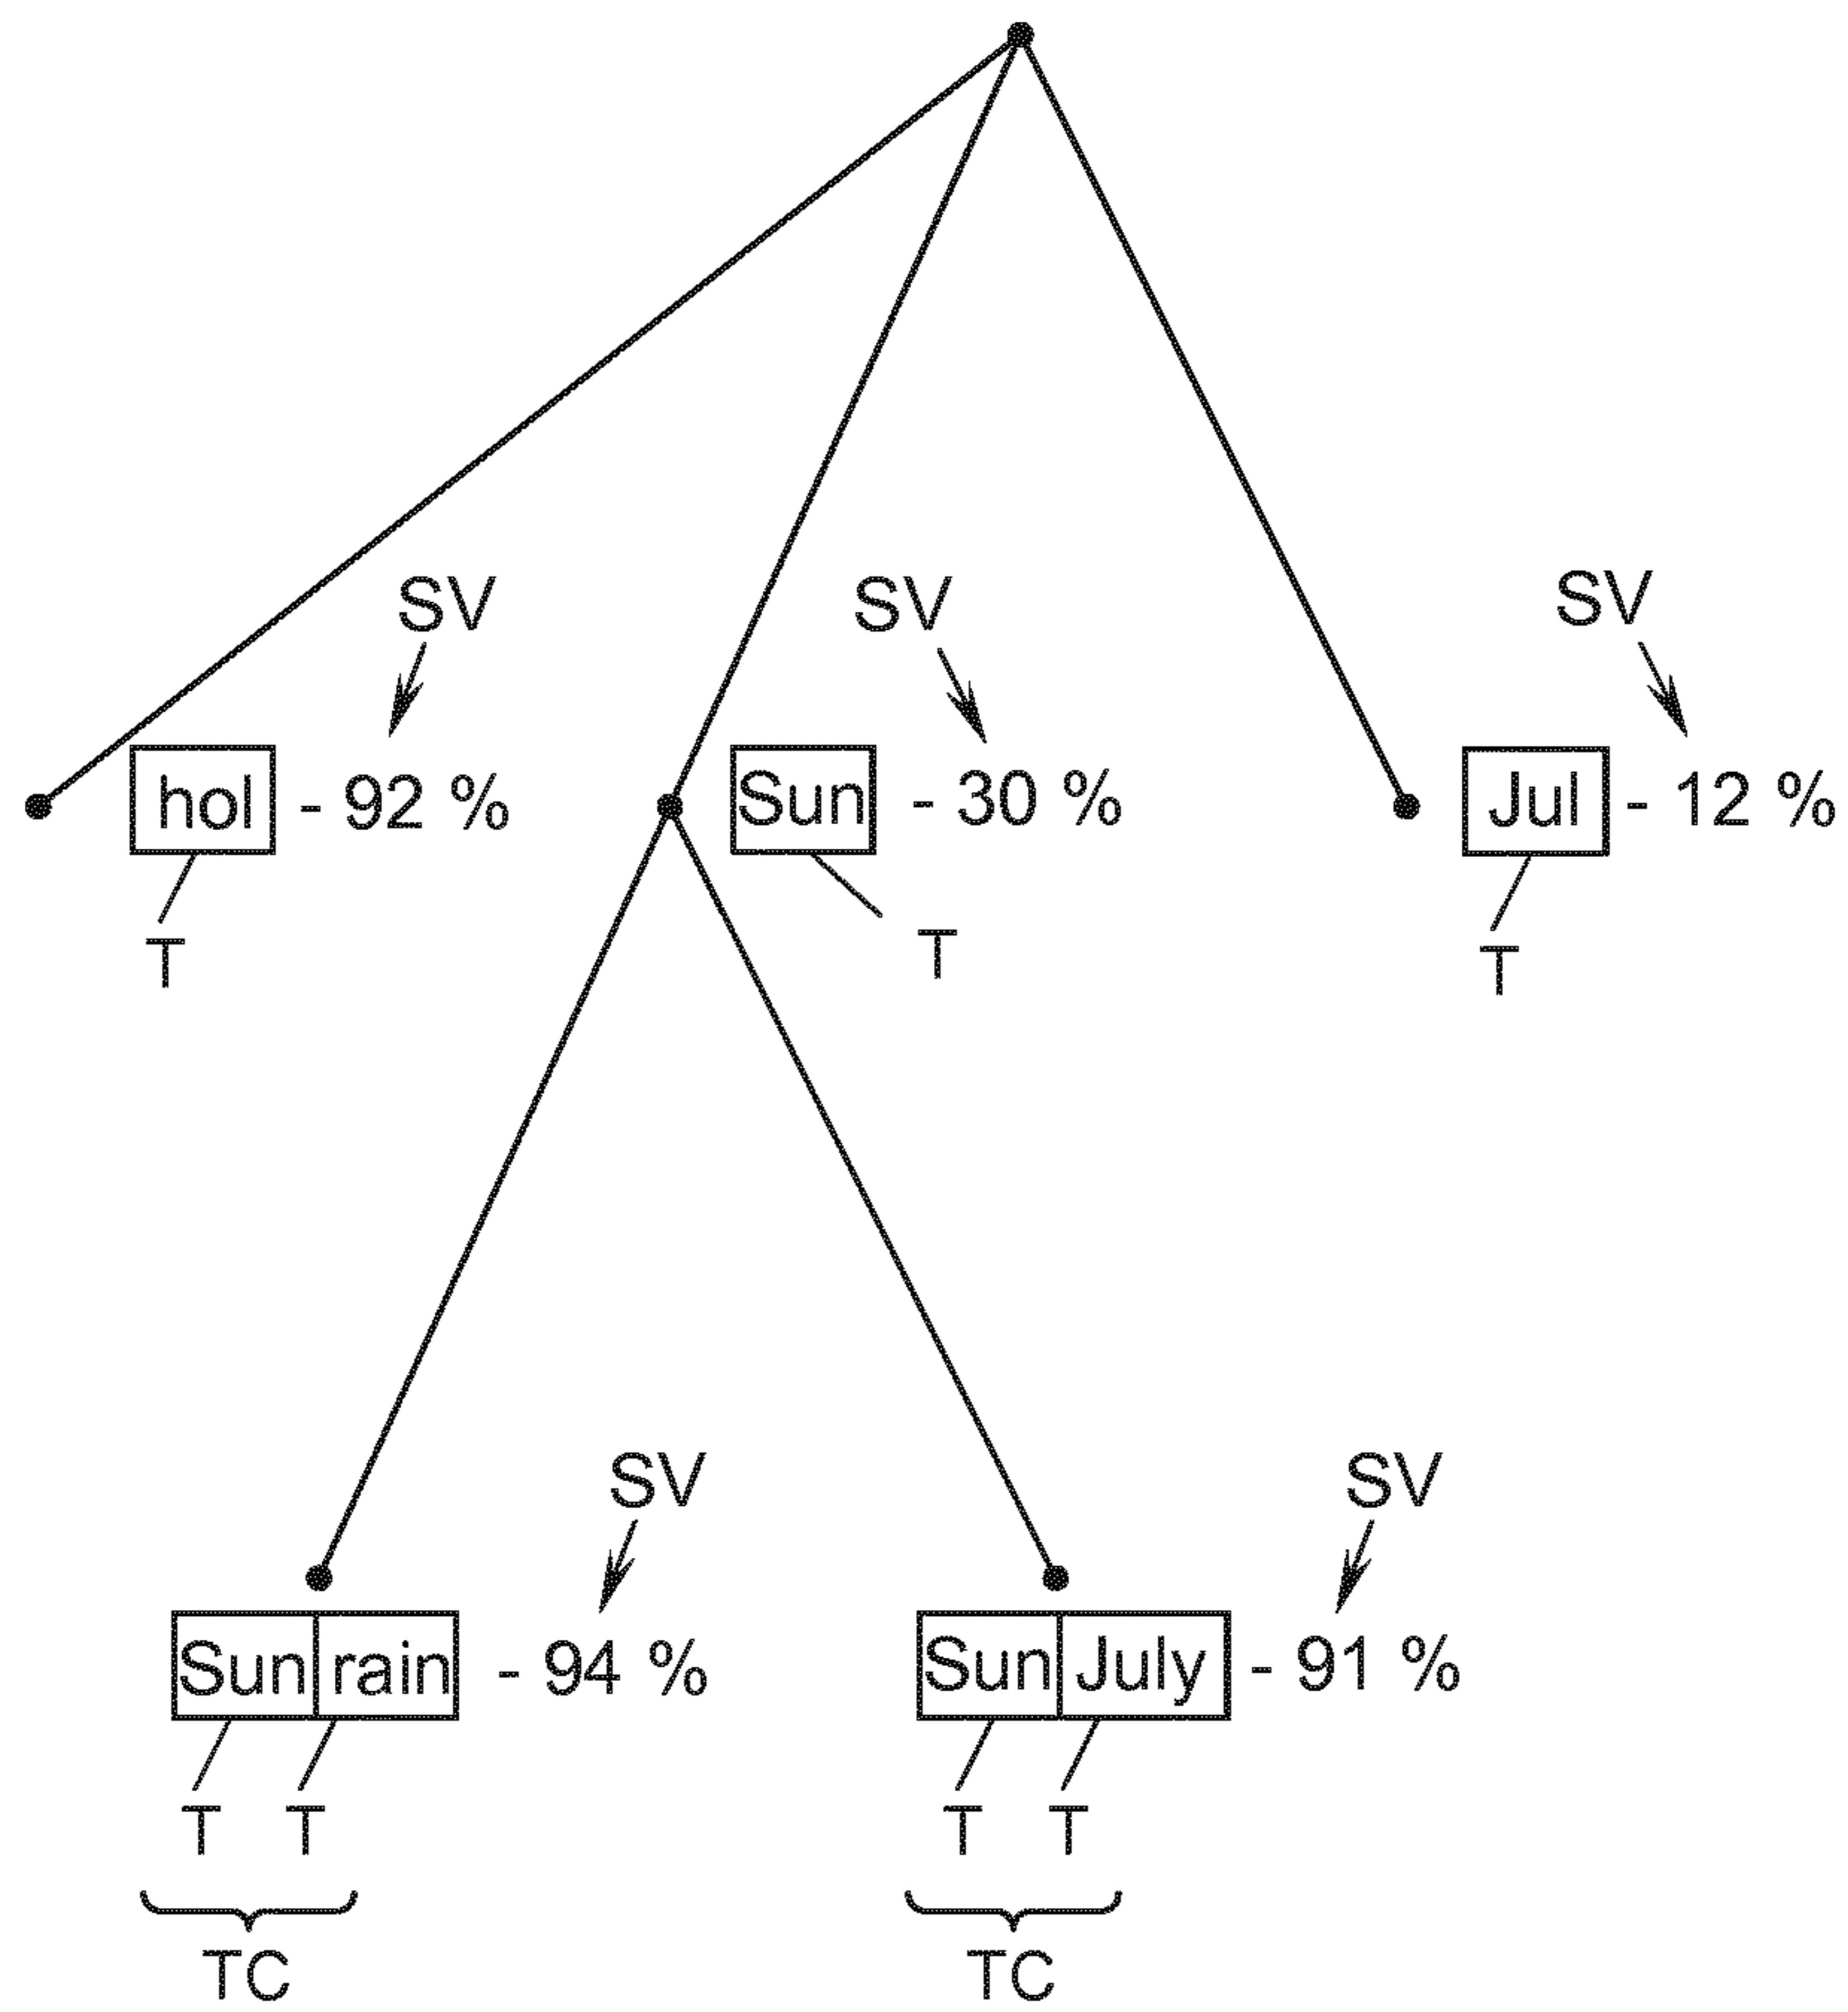 SV SV SV
hol - 92 % Sun - 30 % Jul - 12 %
T T T
SV SV
Sun rain - 94 % Sun July - 91 %
T T T T
TC TC